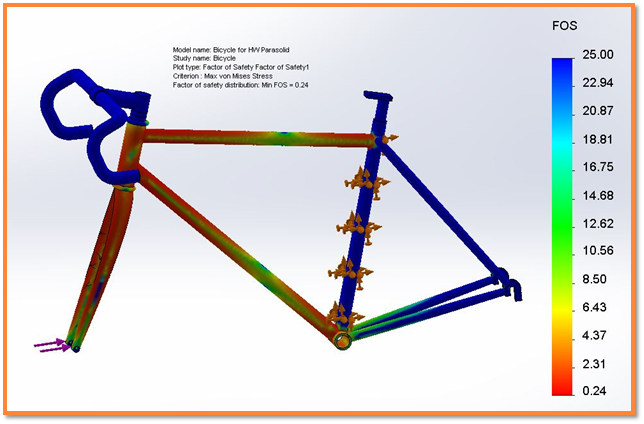 Model name: Bicycle for HW Parasolid
Study name: Bicycle
Plot type: Factor of Safety Factor of Safety1
Criterion : Max von Mises Stress
Factor of safety distribution: Min FOS = 0.24
FOS
25.00
22.94
20.87
18.81
16.75
14.68
12.62
10.56
8.50
6.43
4.37
2.31
0.24